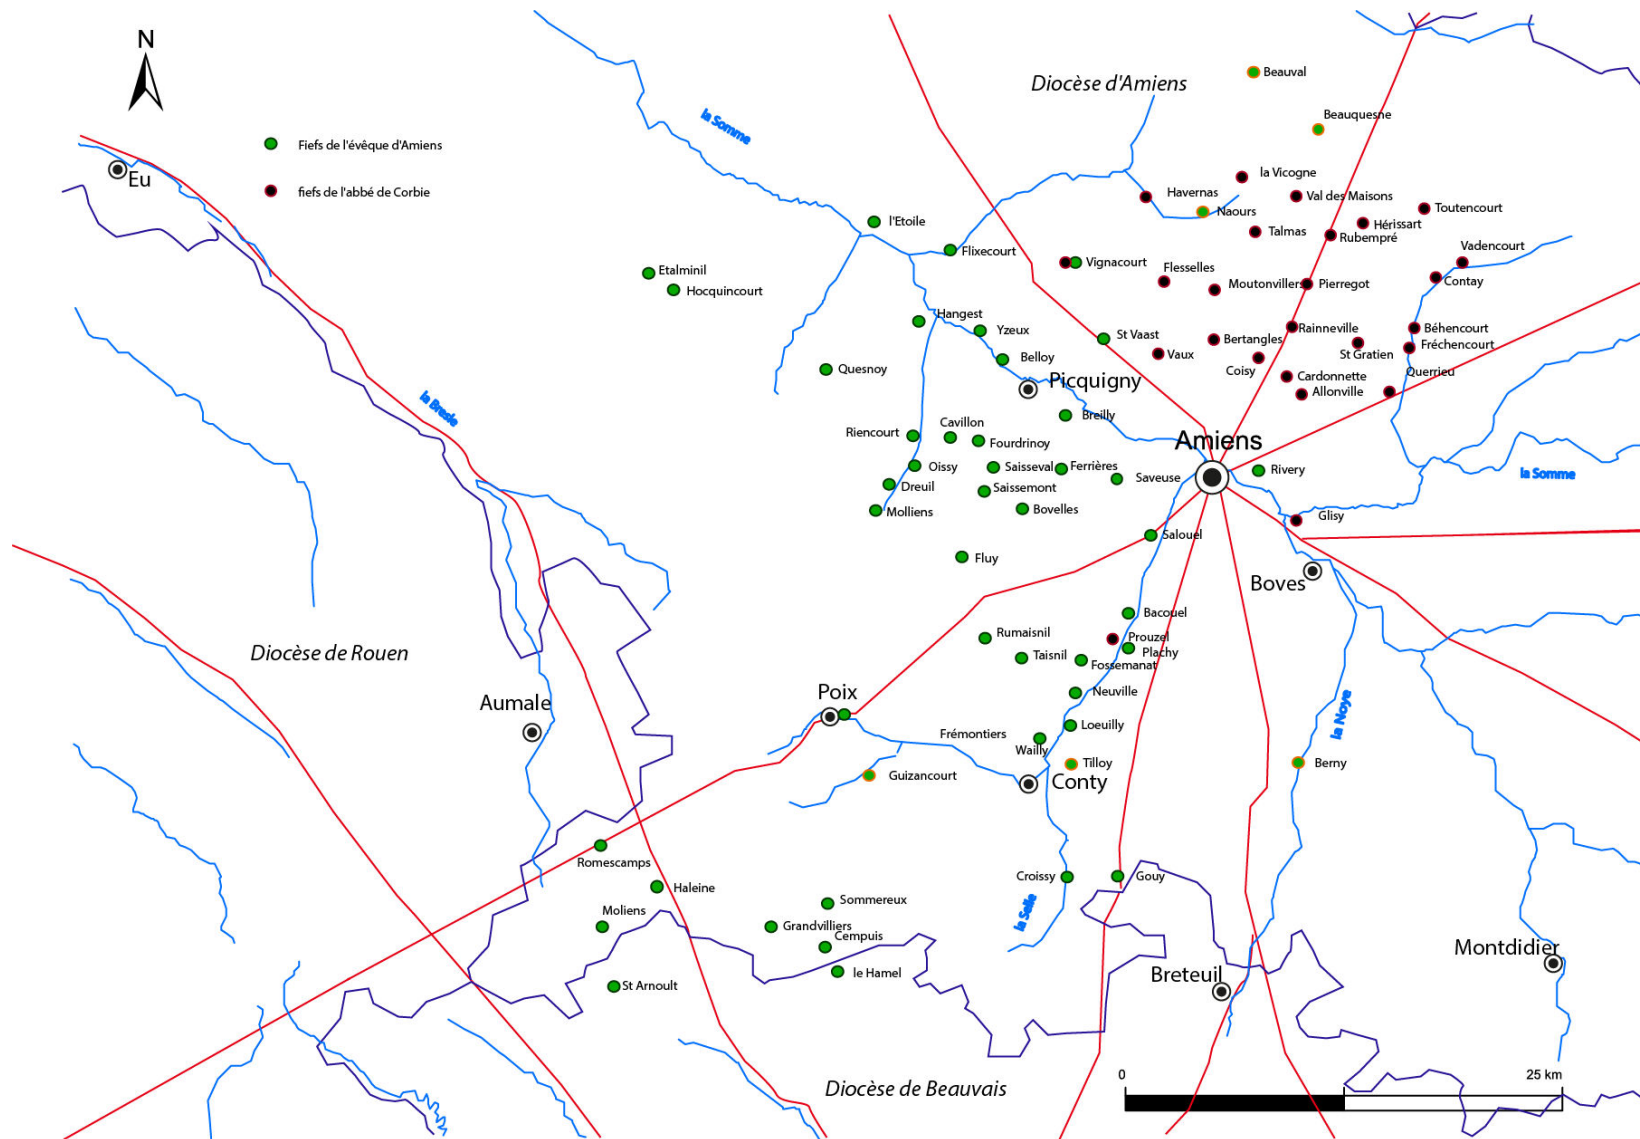 N
Diocèse d'Amiens
Beauval
Beauquesne
la Somme
Fiefs de l'évêque d'Amiens
Eu
fiefs de l'abbé de Corbie
la Vicogne
Havernas
Val des Maisons
Naours
Toutencourt
l'Etoile
Talmas
Hérissart
Rubempré
Flixecourt
Vadencourt
Vignacourt
Etalminil
Flesselles
Hocquincourt
Moutonvillers
Pierregot
Contay
Hangest
Yzeux
Rainneville
Béhencourt
St Vaast
Bertangles
Fréchencourt
St Gratien
Belloy
Vaux
Quesnoy
Coisy
Querrieu
Picquigny
Cardonnette
Allonville
la Bresle
Breilly
Cavillon
Riencourt
Fourdrinoy
Amiens
Oissy
Saisseval
Ferrières
Rivery
la Somme
Saveuse
Dreuil
Saissemont
Molliens
Bovelles
Glisy
Salouel
Fluy
Boves
Bacouel
Rumaisnil
Prouzel
Diocèse de Rouen
Taisnil
Plachy
Fossemanat
Poix
Neuville
Aumale
la Noye
Loeuilly
Frémontiers
Wailly
Tilloy
Berny
Guizancourt
Conty
Romescamps
Croissy
Gouy
Haleine
Sommereux
Moliens
la Selle
Grandvilliers
Cempuis
Montdidier
le Hamel
Breteuil
St Arnoult
Diocèse de Beauvais
0
25 km